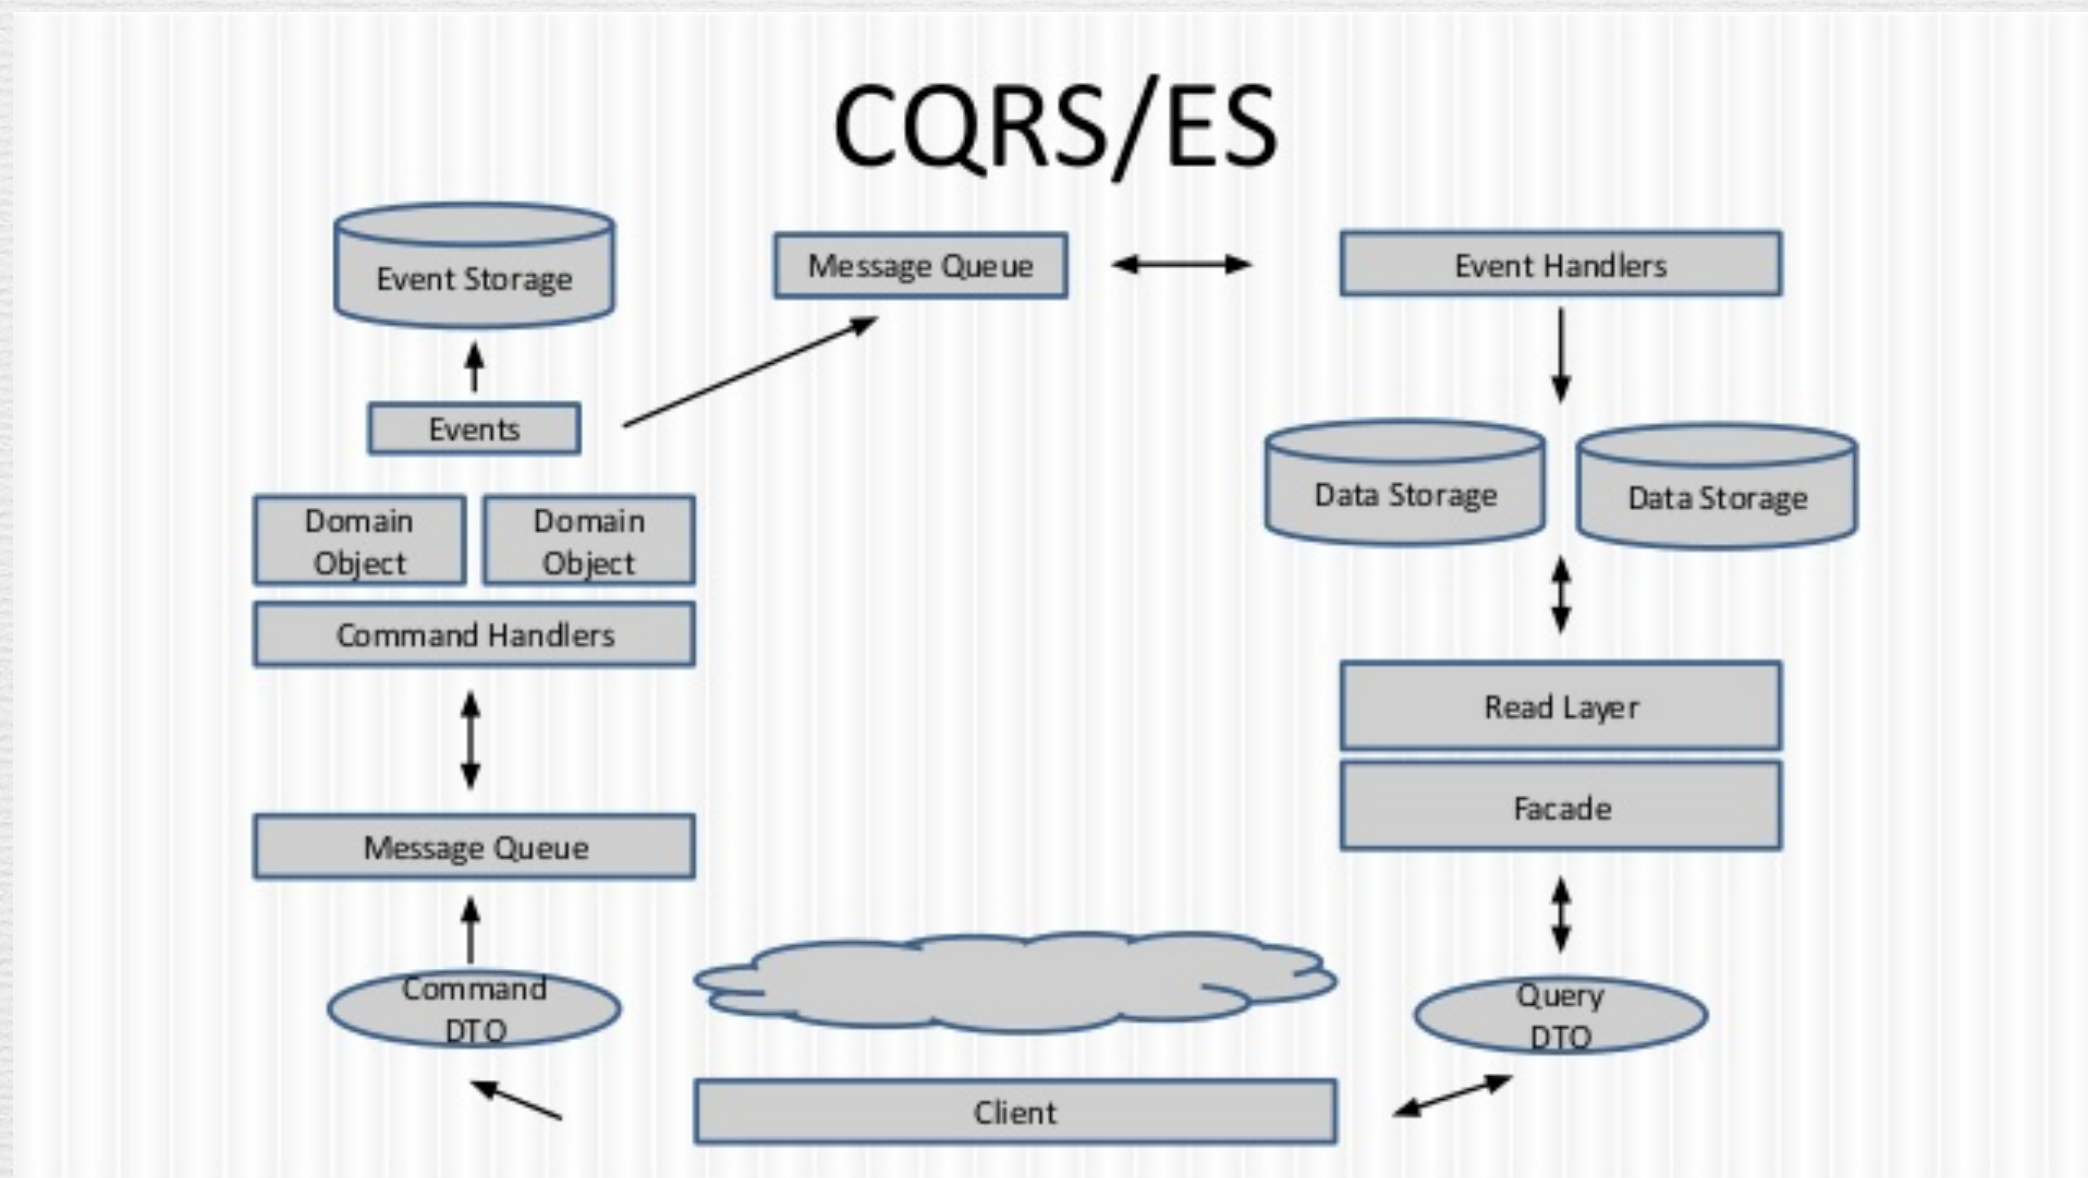 CQRS/ES
Event Storage
Message Queue
Event Handlers
Events
Data Storage
Data Storage
Domain
Object
Domain
Object
Command Handlers
Read Layer
Facade
Message Queue
Command
DTO
Query
DTO
Client